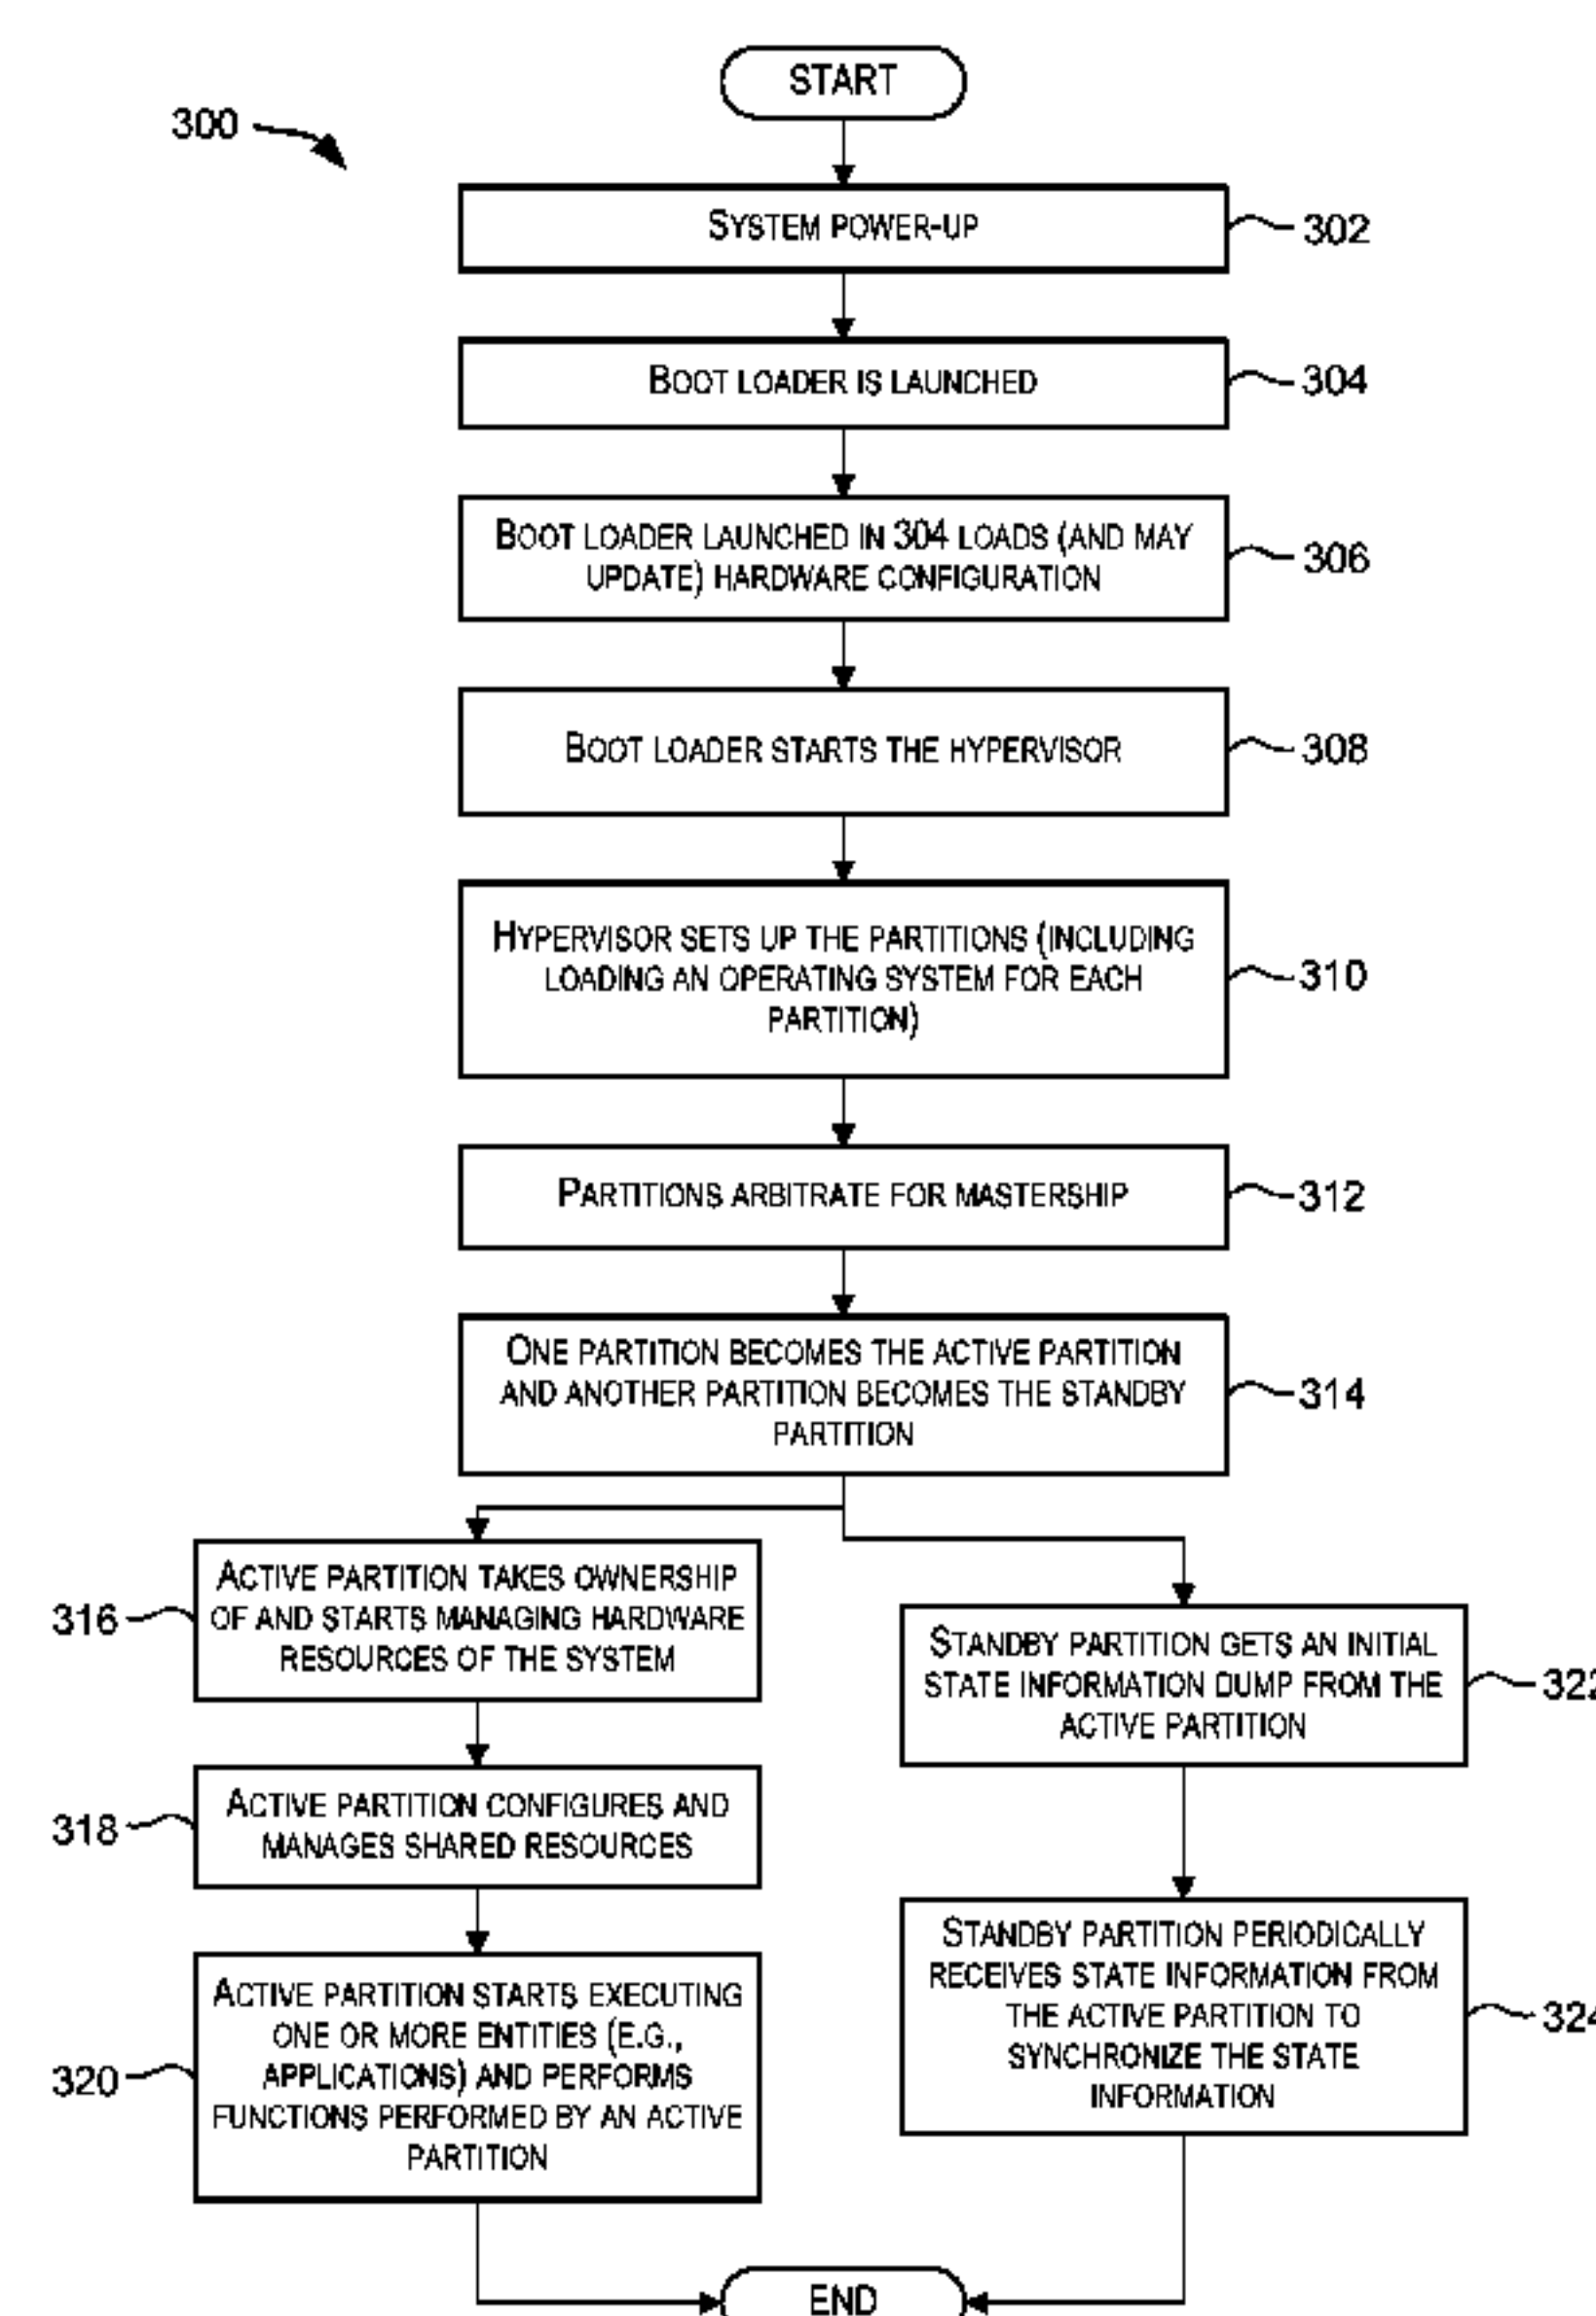 START
300
SYSTEM POWER-UP
302
BOOT LOADER IS LAUNCHED
304
BOOT LOADER LAUNCHED IN 304 LOADS (AND MAY
UPDATE) HARDWARE CONFIGURATION
306
BOOT LOADER STARTS THE HYPERVISOR
308
HYPERVISOR SETS UP THE PARTITIONS (INCLUDING
LOADING AN OPERATING SYSTEM FOR EACH
PARTITION)
310
PARTITIONS ARBITRATE FOR MASTERSHIP
312
ONE PARTITION BECOMES THE ACTIVE PARTITION
AND ANOTHER PARTITION BECOMES THE STANDBY
PARTITION
314
ACTIVE PARTITION TAKES OWNERSHIP
OF AND STARTS MANAGING HARDWARE
RESOURCES OF THE SYSTEM
316
ACTIVE PARTITION CONFIGURES AND
MANAGES SHARED RESOURCES
318
ACTIVE PARTITION STARTS EXECUTING
ONE OR MORE ENTITIES (E.G.,
APPLICATIONS) AND PERFORMS
FUNCTIONS PERFORMED BY AN ACTIVE
PARTITION
320
STANDBY PARTITION GETS AN INITIAL
STATE INFORMATION DUMP FROM THE
ACTIVE PARTITION
322
STANDBY PARTITION PERIODICALLY
RECEIVES STATE INFORMATION FROM
THE ACTIVE PARTITION TO
SYNCHRONIZE THE STATE
INFORMATION
324
END